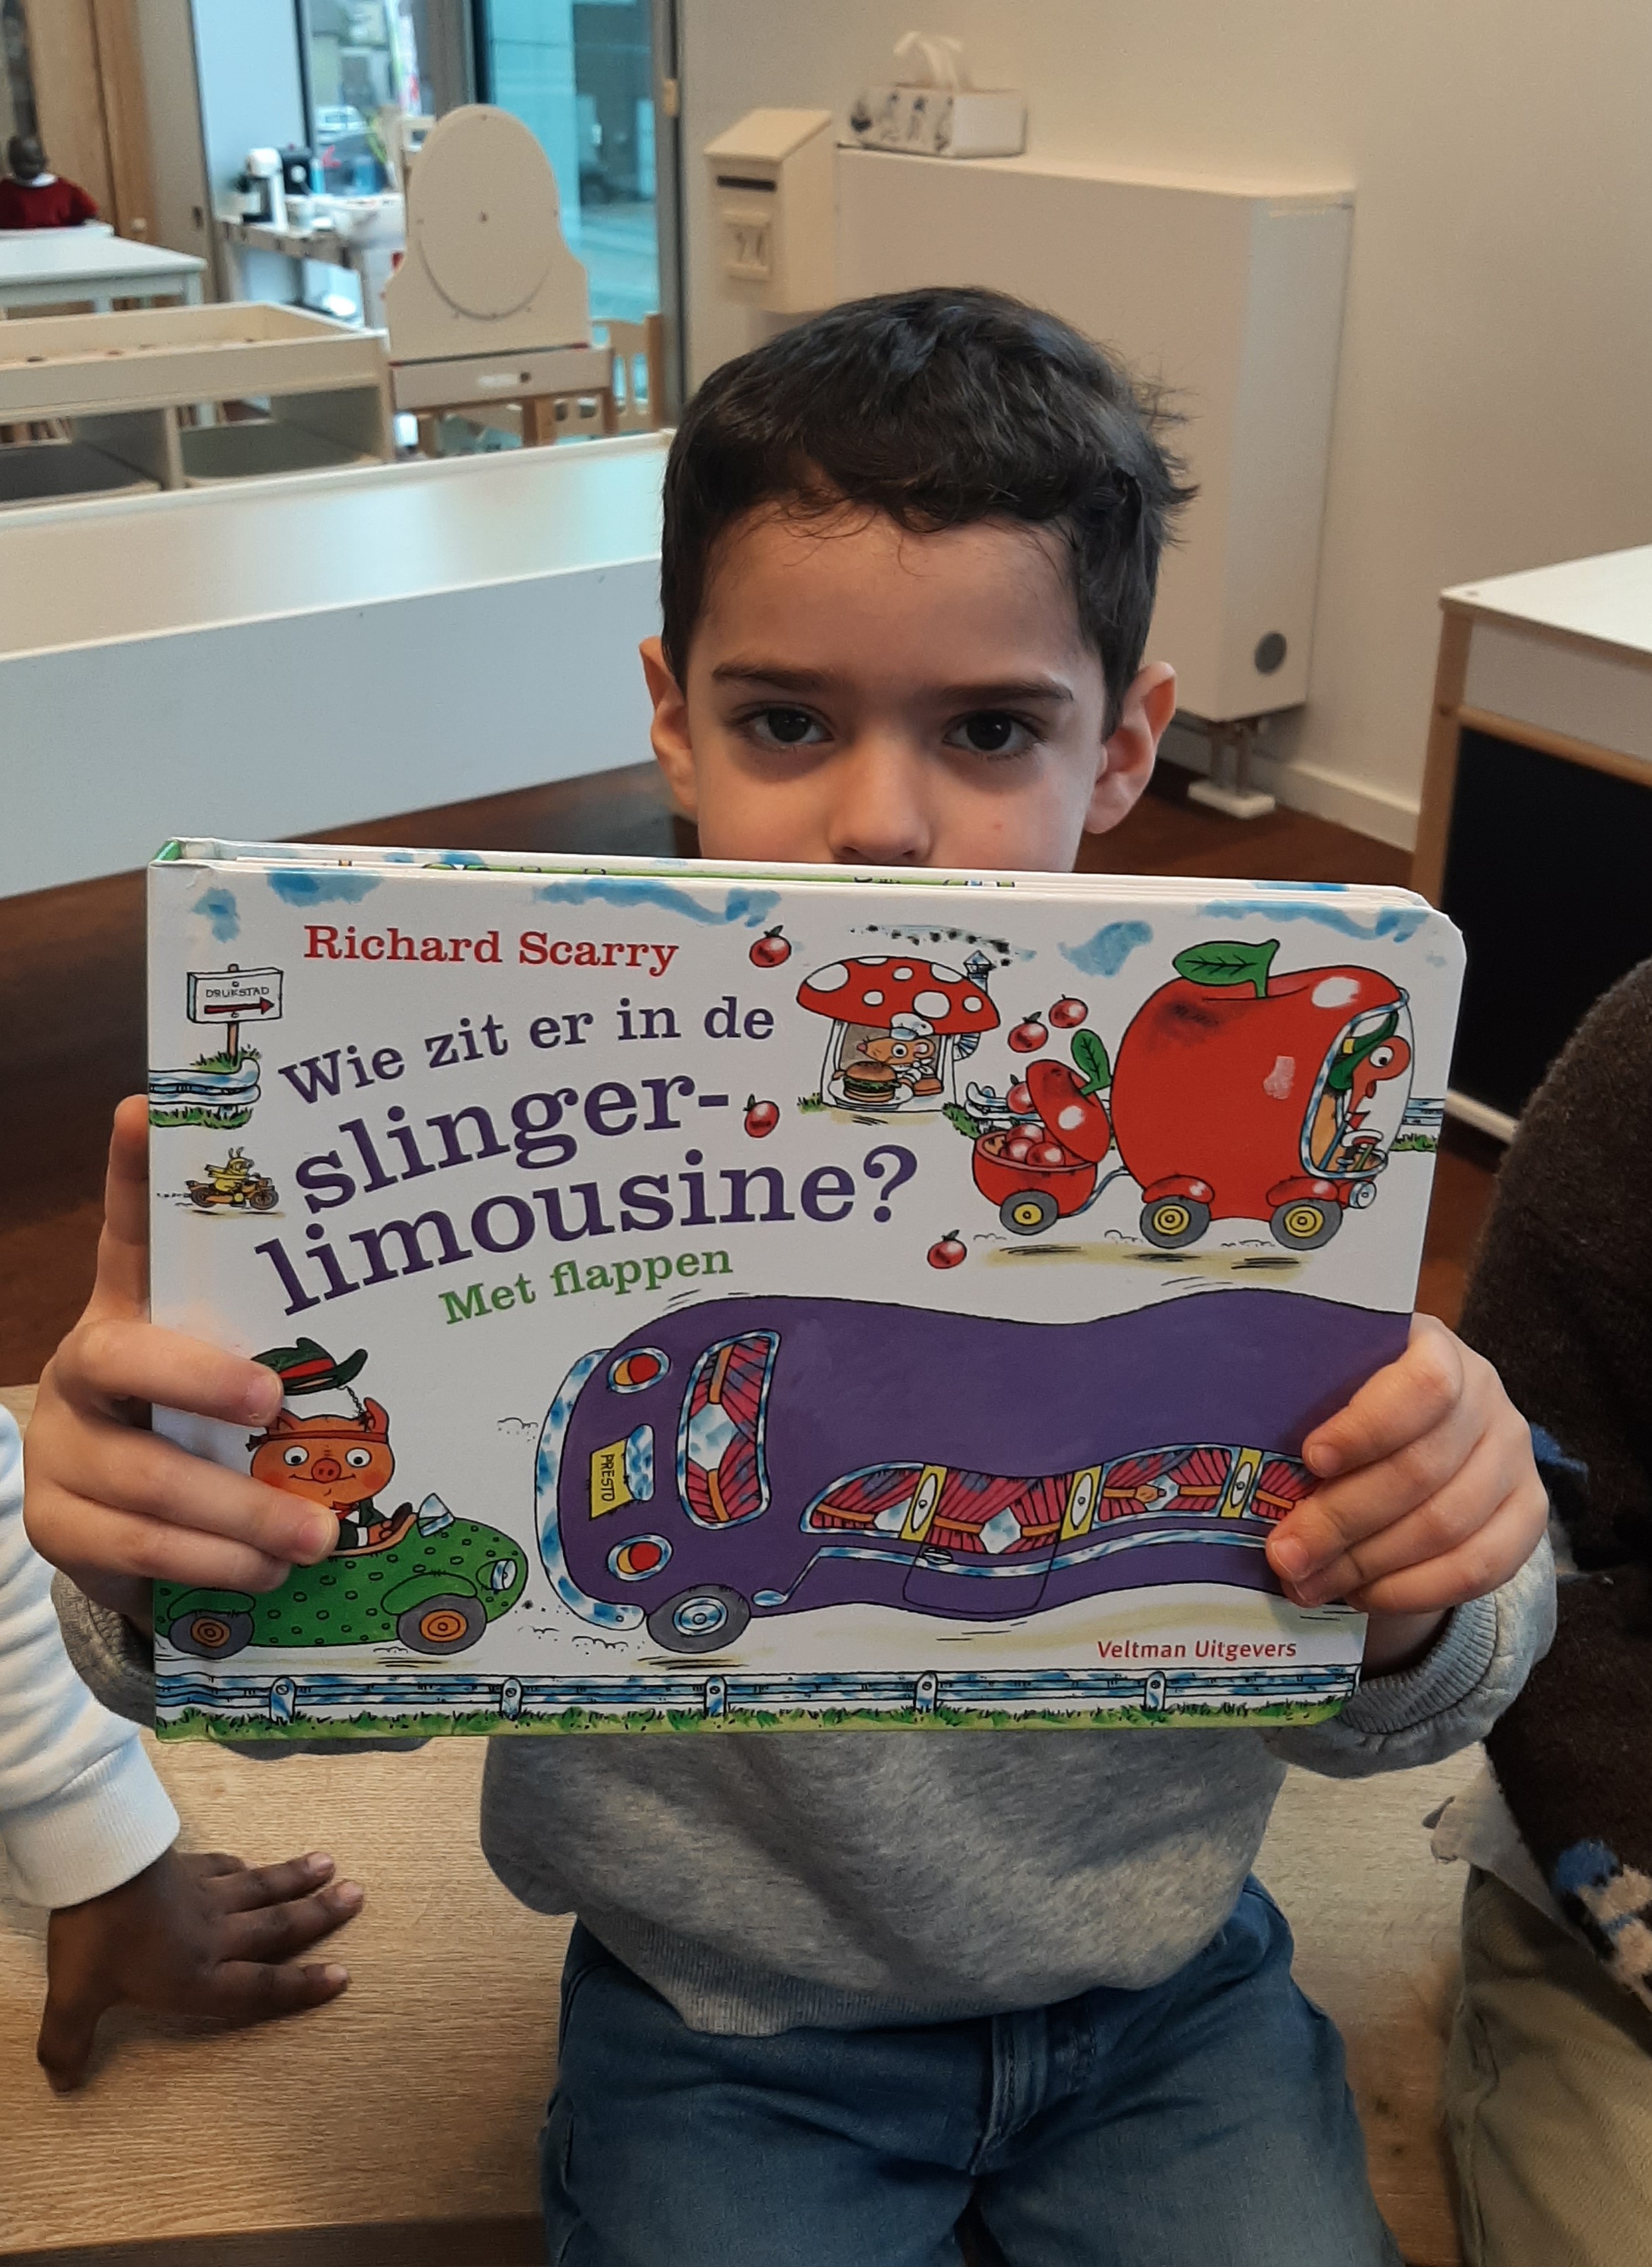 Richard Scarry
DRUKSTAD
Wie zit er in de
slinger-
limousine?
Met flappen
PRESTO
Veltman Uitgevers